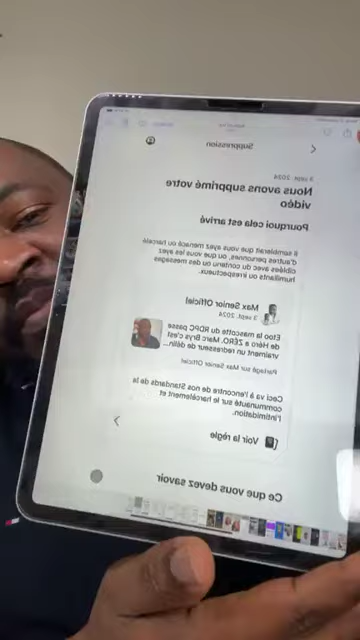 Suppression
3 sept. 2024
Nous avons supprimé votre
vidéo
Pourquoi cela est arrivé
Il semblerait que vous ayez menacé ou harcelé
d'autres personnes, ou que vous les ayez
ciblées avec du contenu ou des messages
humiliants ou irrespectueux.
Max Senior Officiel
3 sept. 2024
Etoo la mascotte du RDPC passe
de Héro a ZÉRO, Marc Brys c'est
vraiment un redresseur de
Partagé sur Max Senior Officiel
Ceci va à l'encontre de nos Standards de la
communauté sur le harcèlement et
l'intimidation.
Voir la règle
Ce que vous devez savoir